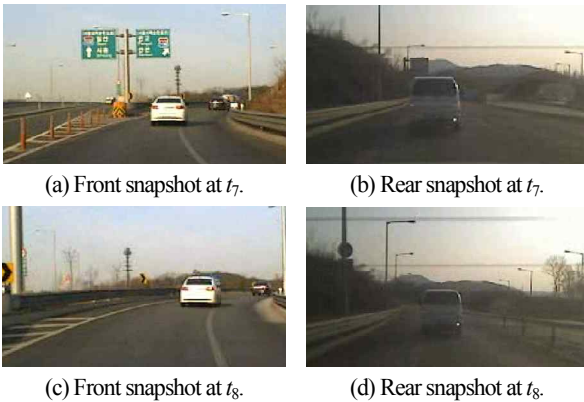 (a) Front snapshot at t₇.
(b) Rear snapshot at t₇.
(c) Front snapshot at t₈.
(d) Rear snapshot at t₈.